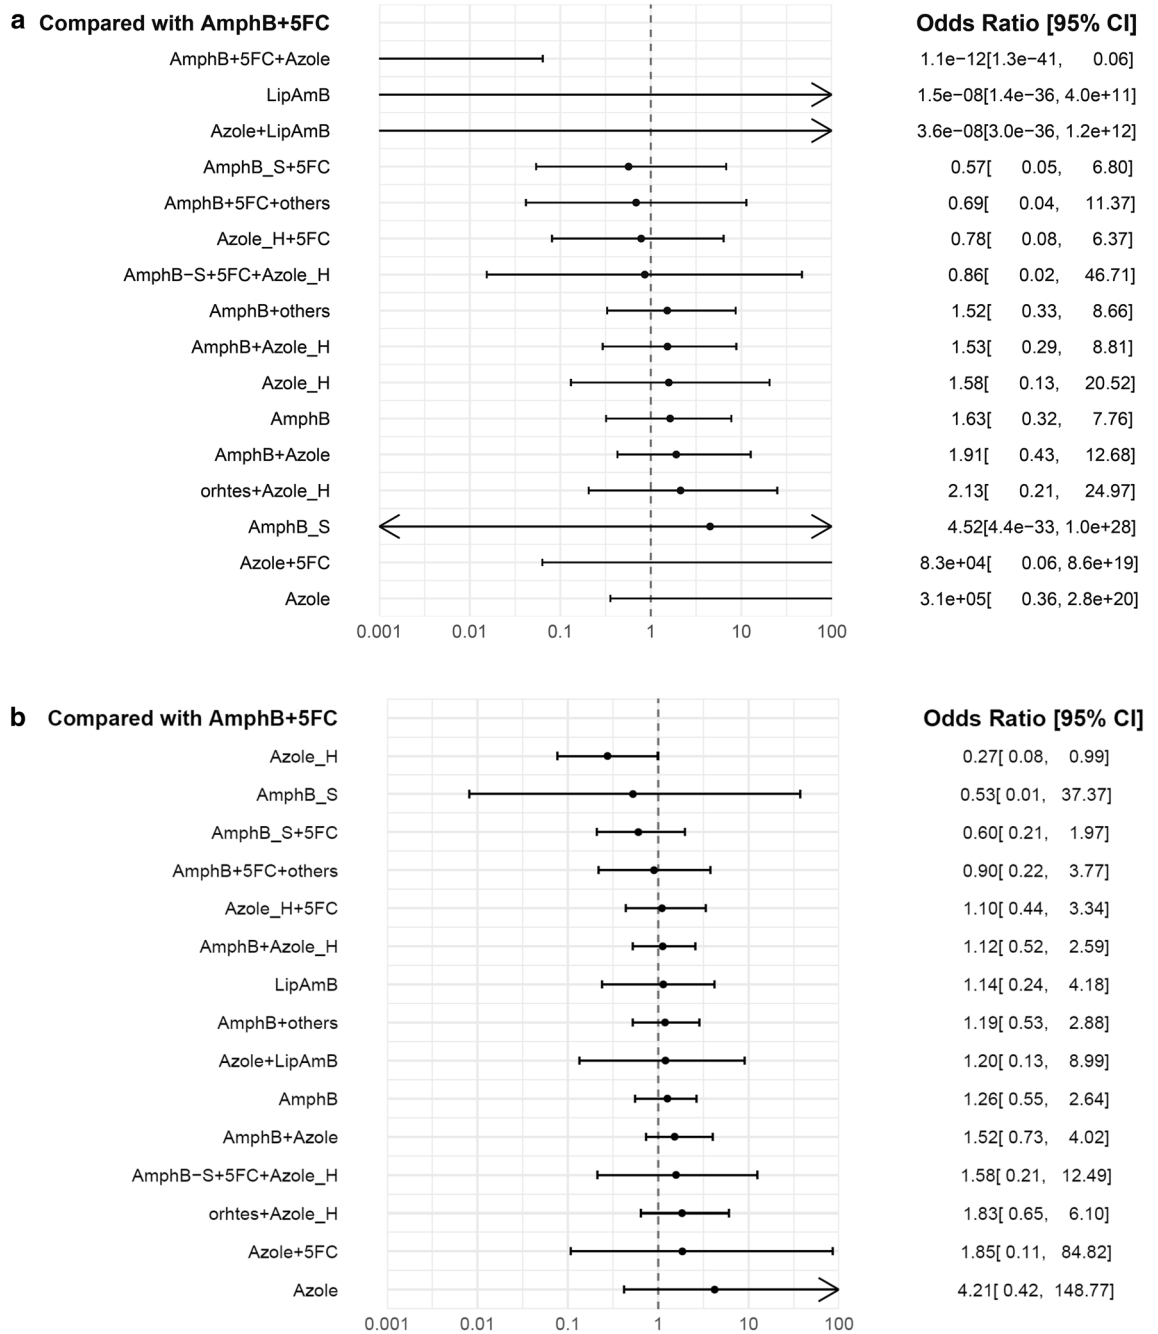 a Compared with AmphB+5FC Odds Ratio [95% CI]
AmphB+5FC+Azole 1.1e−12[1.3e−41, 0.06]
LipAmB 1.5e−08[1.4e−36, 4.0e+11]
Azole+LipAmB 3.6e−08[3.0e−36, 1.2e+12]
AmphB_S+5FC 0.57[ 0.05, 6.80]
AmphB+5FC+others 0.69[ 0.04, 11.37]
Azole_H+5FC 0.78[ 0.08, 6.37]
AmphB−S+5FC+Azole_H 0.86[ 0.02, 46.71]
AmphB+others 1.52[ 0.33, 8.66]
AmphB+Azole_H 1.53[ 0.29, 8.81]
Azole_H 1.58[ 0.13, 20.52]
AmphB 1.63[ 0.32, 7.76]
AmphB+Azole 1.91[ 0.43, 12.68]
orhtes+Azole_H 2.13[ 0.21, 24.97]
AmphB_S 4.52[4.4e−33, 1.0e+28]
Azole+5FC 8.3e+04[ 0.06, 8.6e+19]
Azole 3.1e+05[ 0.36, 2.8e+20]
0.001 0.01 0.1 1 10 100
b Compared with AmphB+5FC Odds Ratio [95% CI]
Azole_H 0.27[ 0.08, 0.99]
AmphB_S 0.53[ 0.01, 37.37]
AmphB_S+5FC 0.60[ 0.21, 1.97]
AmphB+5FC+others 0.90[ 0.22, 3.77]
Azole_H+5FC 1.10[ 0.44, 3.34]
AmphB+Azole_H 1.12[ 0.52, 2.59]
LipAmB 1.14[ 0.24, 4.18]
AmphB+others 1.19[ 0.53, 2.88]
Azole+LipAmB 1.20[ 0.13, 8.99]
AmphB 1.26[ 0.55, 2.64]
AmphB+Azole 1.52[ 0.73, 4.02]
AmphB−S+5FC+Azole_H 1.58[ 0.21, 12.49]
orhtes+Azole_H 1.83[ 0.65, 6.10]
Azole+5FC 1.85[ 0.11, 84.82]
Azole 4.21[ 0.42, 148.77]
0.001 0.01 0.1 1 10 100